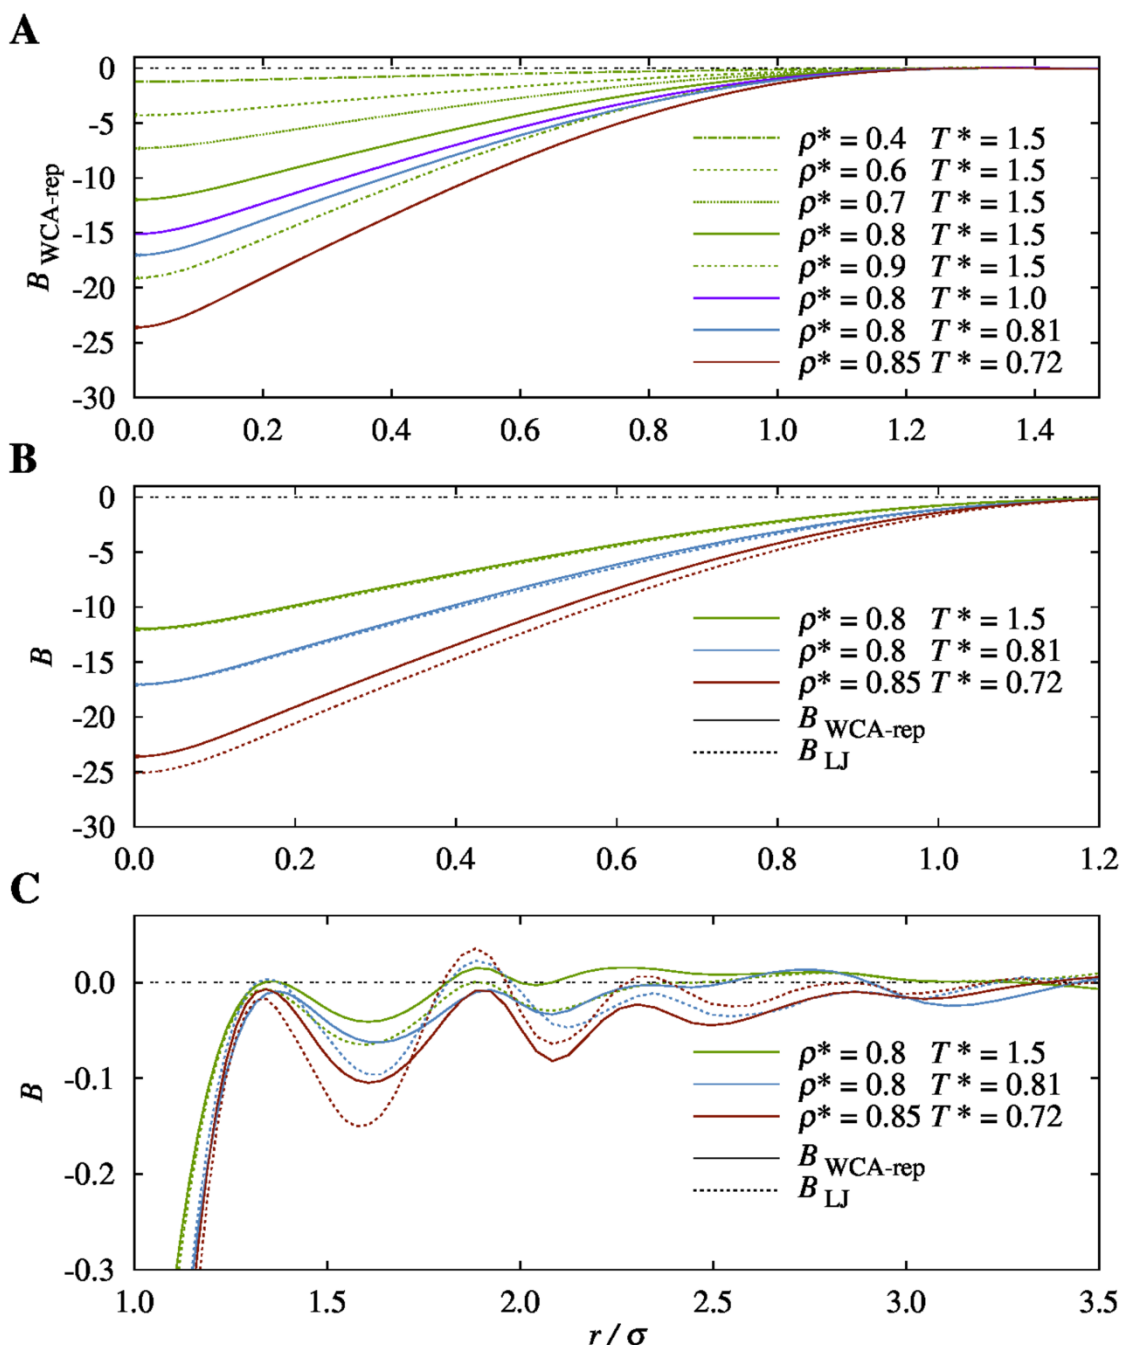 A
0
-5
-10
-15
-20
-25
-30
B WCA-rep
ρ* = 0.4 T* = 1.5
ρ* = 0.6 T* = 1.5
ρ* = 0.7 T* = 1.5
ρ* = 0.8 T* = 1.5
ρ* = 0.9 T* = 1.5
ρ* = 0.8 T* = 1.0
ρ* = 0.8 T* = 0.81
ρ* = 0.85 T* = 0.72
0.0 0.2 0.4 0.6 0.8 1.0 1.2 1.4
B
0
-5
-10
-15
-20
-25
-30
B
ρ* = 0.8 T* = 1.5
ρ* = 0.8 T* = 0.81
ρ* = 0.85 T* = 0.72
B WCA-rep
B LJ
0.0 0.2 0.4 0.6 0.8 1.0 1.2
C
0.0
-0.1
-0.2
-0.3
B
ρ* = 0.8 T* = 1.5
ρ* = 0.8 T* = 0.81
ρ* = 0.85 T* = 0.72
B WCA-rep
B LJ
1.0 1.5 2.0 2.5 3.0 3.5
r / σ